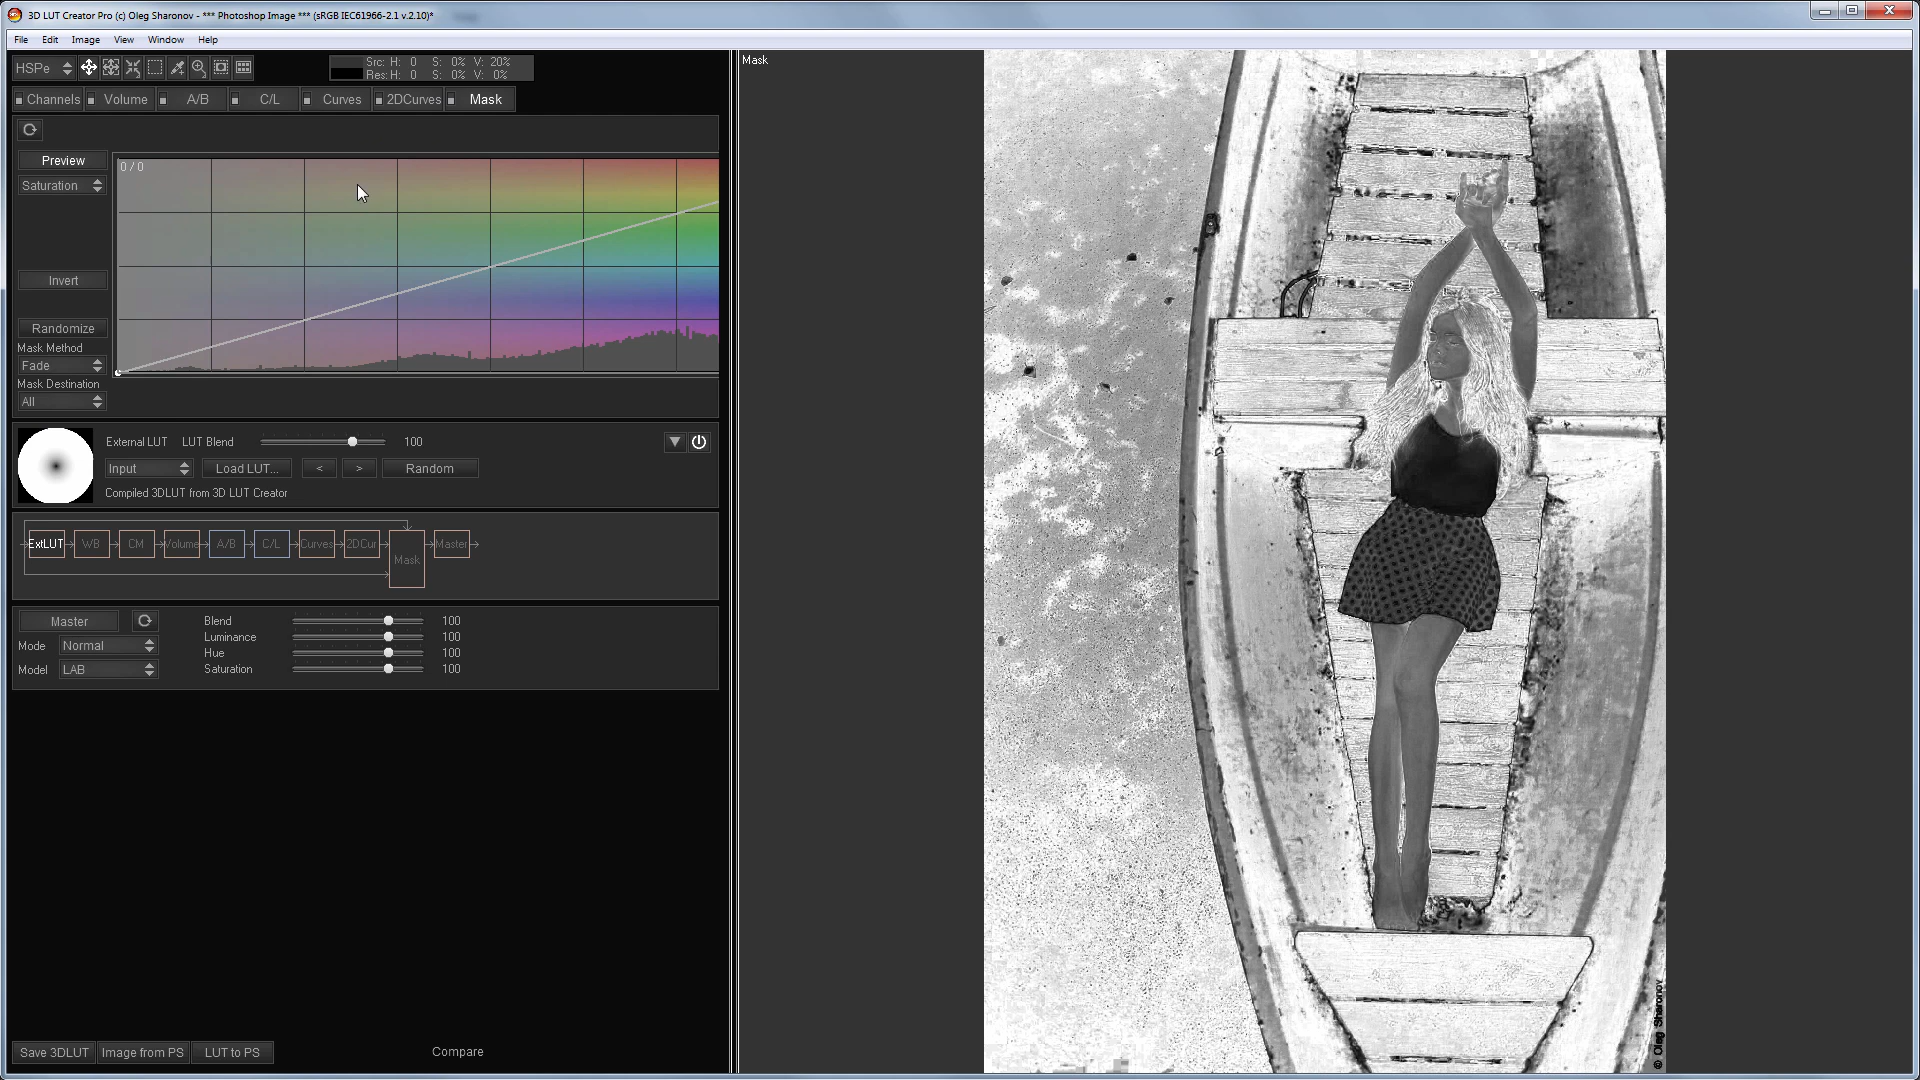 3D LUT Creator Pro (c) Oleg Sharonov - *** Photoshop Image *** (sRGB IEC61966-2.1 v.2.10)*
File Edit Image View Window Help
HSPe
Src: H: 0 S: 0% V: 20%
Res: H: 0 S: 0% V: 0%
Channels Volume A/B C/L Curves 2DCurves Mask
Mask
Preview
0 / 0
Saturation
Invert
Randomize
Mask Method
Fade
Mask Destination
All
External LUT LUT Blend 100
Input Load LUT... < > Random
Compiled 3DLUT from 3D LUT Creator
ExtLUT WB CM Volume A/B C/L Curves 2DCur Mask Master
Master
Mode Normal
Model LAB
Blend 100
Luminance 100
Hue 100
Saturation 100
Save 3DLUT Image from PS LUT to PS Compare
© Oleg Sharonov